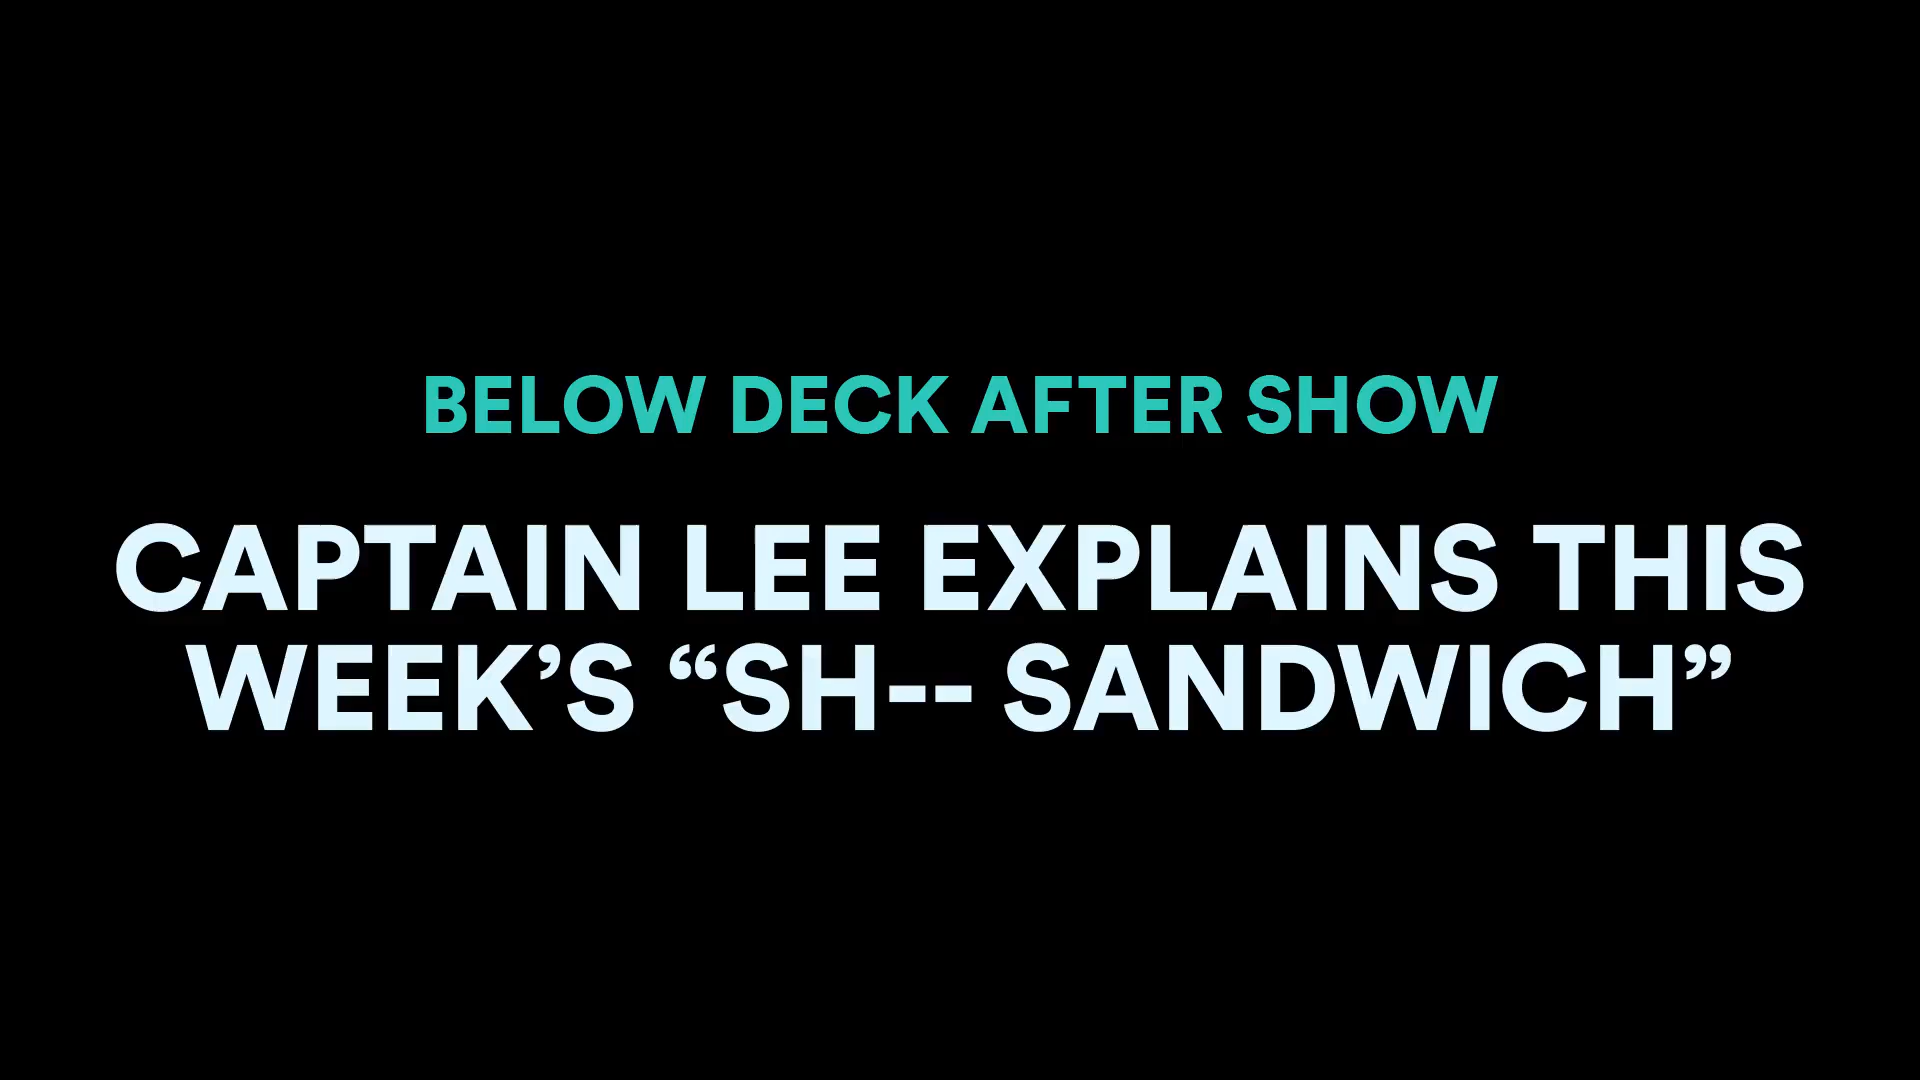 BELOW DECK AFTER SHOW
CAPTAIN LEE EXPLAINS THIS
WEEK’S “SH-- SANDWICH”